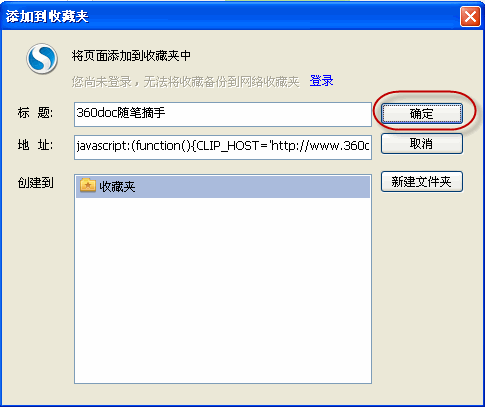 添加到收藏夹
将页面添加到收藏夹中
您尚未登录，无法将收藏备份到网络收藏夹 登录
标 题: 360doc随笔摘手 确定
地 址: javascript:(function(){CLIP_HOST='http://www.360d 取消
创建到 收藏夹 新建文件夹